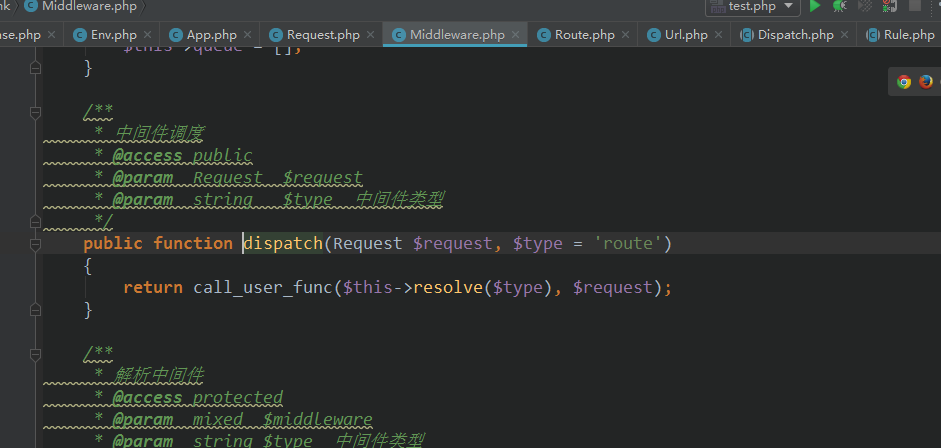 nk Middleware.php test.php
se.php Env.php App.php Request.php Middleware.php Route.php Url.php Dispatch.php Rule.php
$this->queue = [];
}
/**
* 中间件调度
* @access public
* @param Request $request
* @param string $type 中间件类型
*/
public function dispatch(Request $request, $type = 'route')
{
return call_user_func($this->resolve($type), $request);
}
/**
* 解析中间件
* @access protected
* @param mixed $middleware
* @param string $type 中间件类型